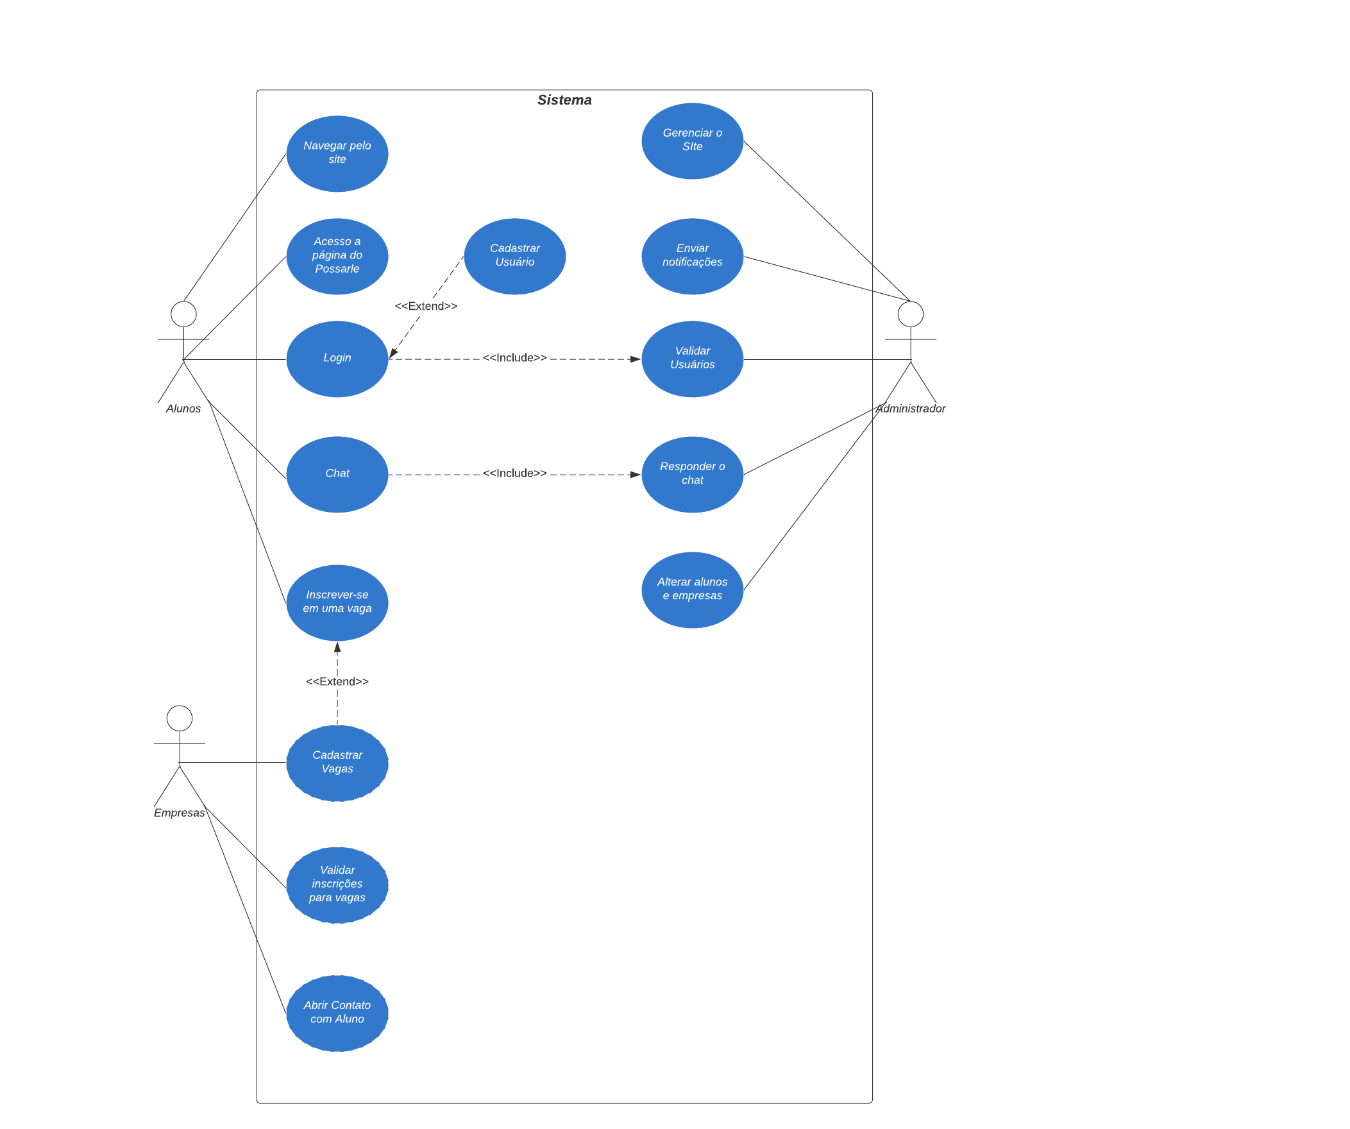 Sistema
Navegar pelo
site
Gerenciar o
SIte
Acesso a
página do
Possarle
Cadastrar
Usuário
Enviar
notificações
<<Extend>>
Login
<<Include>>
Validar
Usuários
Alunos
Administrador
Chat
<<Include>>
Responder o
chat
Inscrever-se
em uma vaga
Alterar alunos
e empresas
<<Extend>>
Cadastrar
Vagas
Empresas
Validar
inscrições
para vagas
Abrir Contato
com Aluno